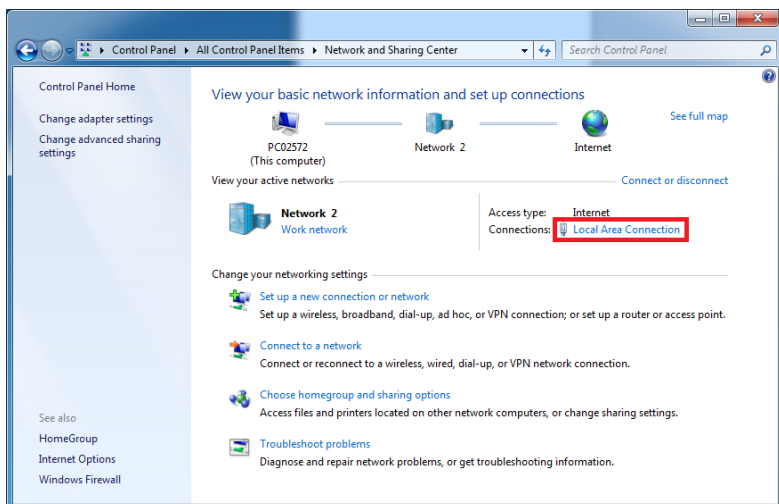 Control Panel ▸ All Control Panel Items ▸ Network and Sharing Center
Search Control Panel
Control Panel Home
Change adapter settings
Change advanced sharing
settings
View your basic network information and set up connections
See full map
PC02572
(This computer)
Network 2
Internet
View your active networks
Connect or disconnect
Network 2
Work network
Access type: Internet
Connections: Local Area Connection
Change your networking settings
Set up a new connection or network
Set up a wireless, broadband, dial-up, ad hoc, or VPN connection; or set up a router or access point.
Connect to a network
Connect or reconnect to a wireless, wired, dial-up, or VPN network connection.
Choose homegroup and sharing options
Access files and printers located on other network computers, or change sharing settings.
Troubleshoot problems
Diagnose and repair network problems, or get troubleshooting information.
See also
HomeGroup
Internet Options
Windows Firewall